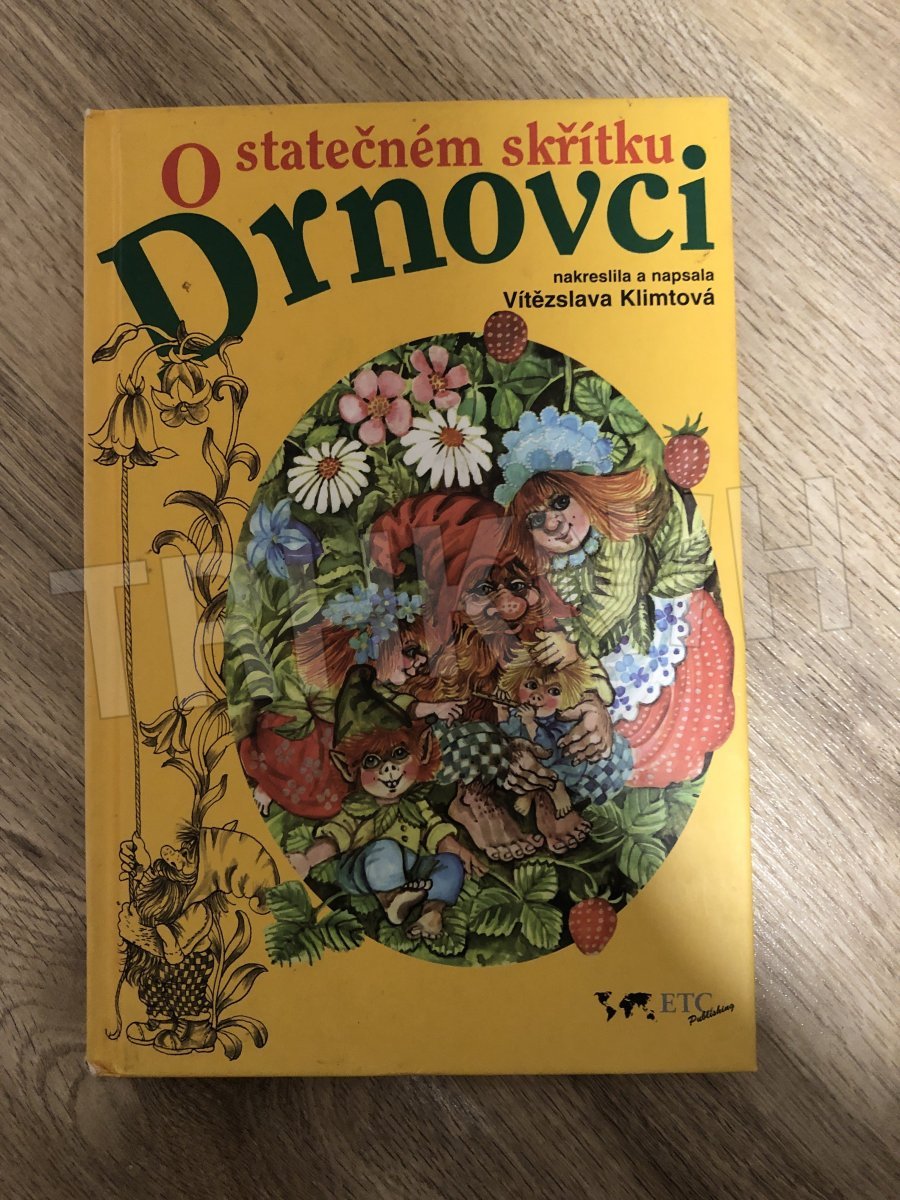 O statečném skřítku
Drnovci
nakreslila a napsala
Vítězslava Klimtová
ETC
Publishing